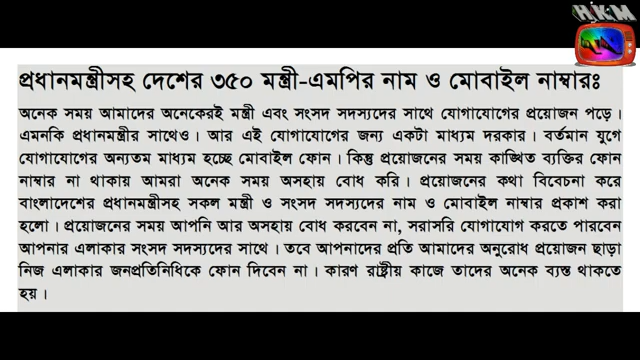 HKM
প্রধানমন্ত্রীসহ দেশের ৩৫০ মন্ত্রী-এমপির নাম ও মোবাইল নাম্বারঃ
অনেক সময় আমাদের অনেকেরই মন্ত্রী এবং সংসদ সদস্যদের সাথে যোগাযোগের প্রয়োজন পড়ে।
এমনকি প্রধানমন্ত্রীর সাথেও। আর এই যোগাযোগের জন্য একটা মাধ্যম দরকার। বর্তমান যুগে
যোগাযোগের অন্যতম মাধ্যম হচ্ছে মোবাইল ফোন। কিন্তু প্রয়োজনের সময় কাঙ্খিত ব্যক্তির ফোন
নাম্বার না থাকায় আমরা অনেক সময় অসহায় বোধ করি। প্রয়োজনের কথা বিবেচনা করে
বাংলাদেশের প্রধানমন্ত্রীসহ সকল মন্ত্রী ও সংসদ সদস্যদের নাম ও মোবাইল নাম্বার প্রকাশ করা
হলো। প্রয়োজনের সময় আপনি আর অসহায় বোধ করবেন না, সরাসরি যোগাযোগ করতে পারবেন
আপনার এলাকার সংসদ সদস্যদের সাথে। তবে আপনাদের প্রতি আমাদের অনুরোধ প্রয়োজন ছাড়া
নিজ এলাকার জনপ্রতিনিধিকে ফোন দিবেন না। কারণ রাষ্ট্রীয় কাজে তাদের অনেক ব্যস্ত থাকতে
হয়।